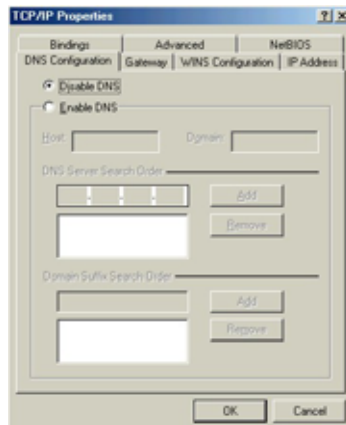 TCP/IP Properties
Bindings Advanced NetBIOS
DNS Configuration Gateway WINS Configuration IP Address
Disable DNS
Enable DNS
Host: Domain:
DNS Server Search Order
Add
Remove
Domain Suffix Search Order
Add
Remove
OK Cancel